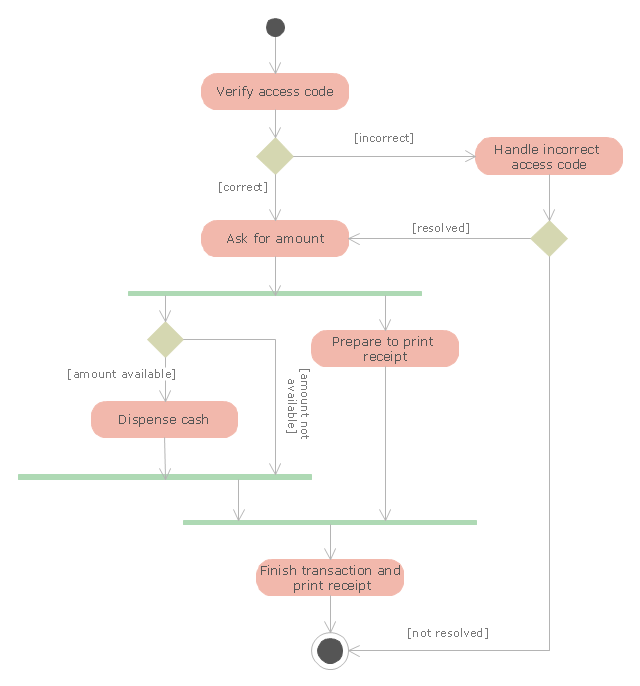 Verify access code
[incorrect]
Handle incorrect
access code
[correct]
Ask for amount
[resolved]
Prepare to print
receipt
[amount available]
[amount not
available]
Dispense cash
Finish transaction and
print receipt
[not resolved]